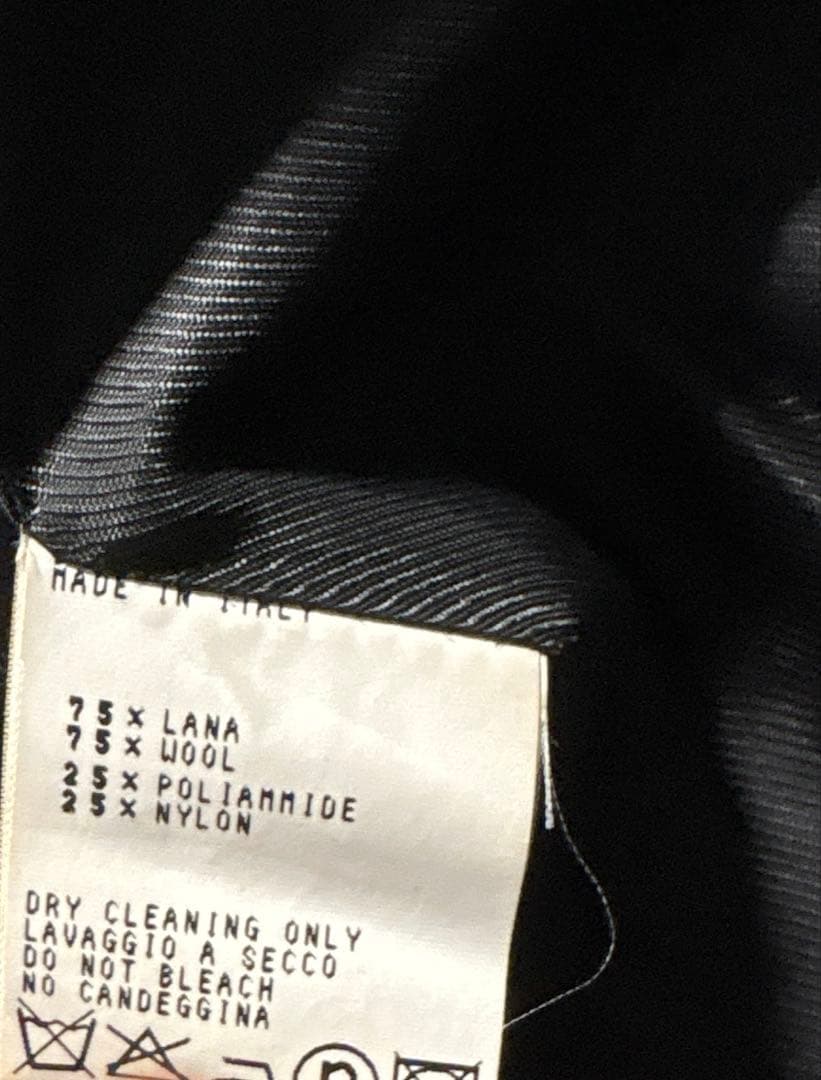 MADE IN ITALY
75% LANA
75% WOOL
25% POLIAMMIDE
25% NYLON
DRY CLEANING ONLY
LAVAGGIO A SECCO
DO NOT BLEACH
NO CANDEGGINA
P